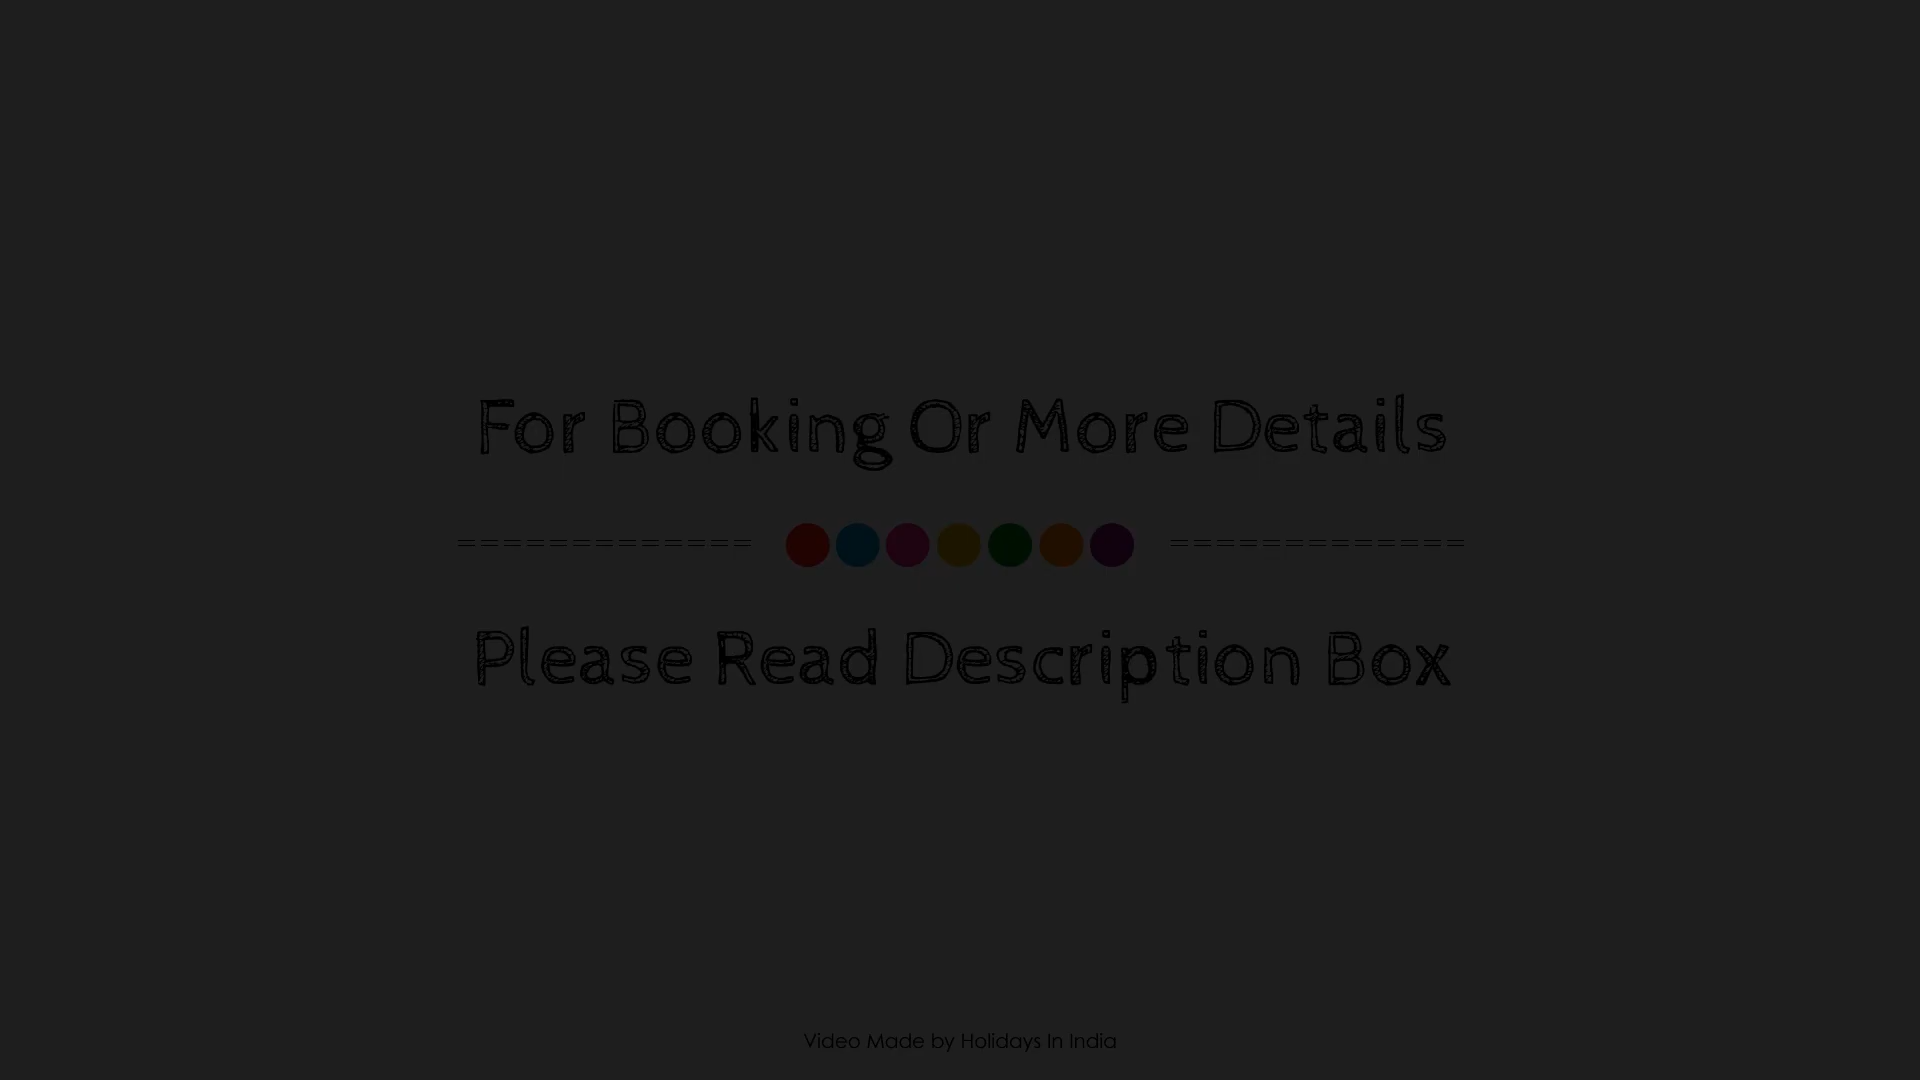 For Booking Or More Details
============= =============
Please Read Description Box
Video Made by Holidays In India